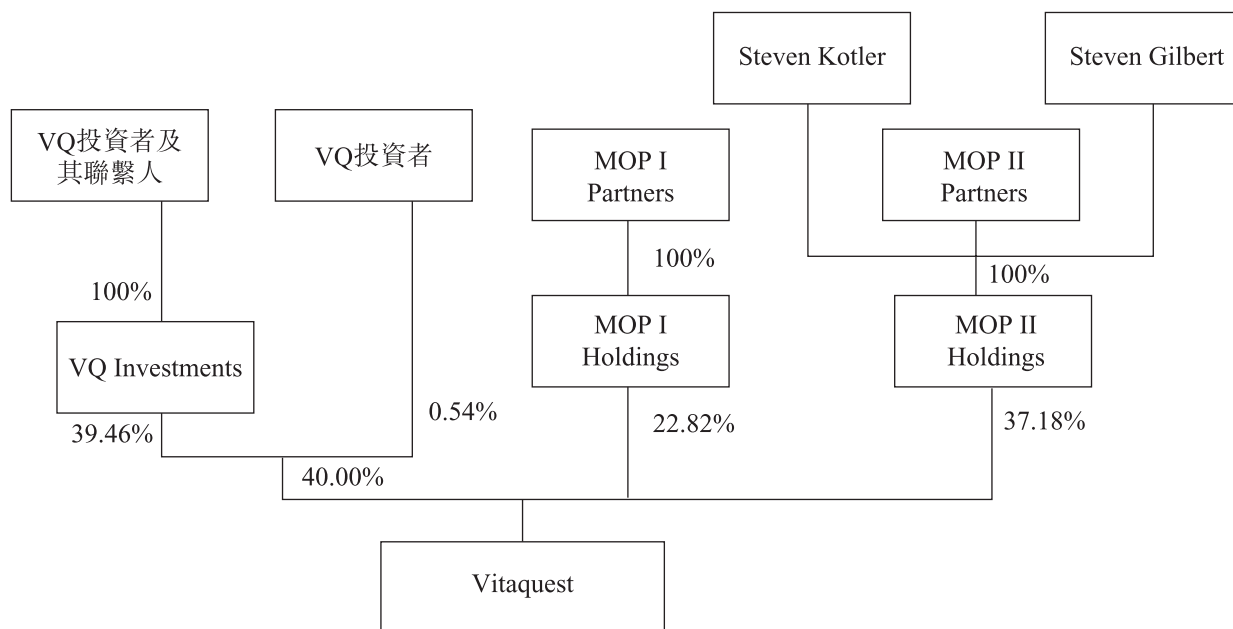 Steven Kotler
Steven Gilbert
VQ投資者及
其聯繫人
VQ投資者
MOP I
Partners
MOP II
Partners
100%
100%
100%
VQ Investments
MOP I
Holdings
MOP II
Holdings
39.46%
0.54%
22.82%
37.18%
40.00%
Vitaquest